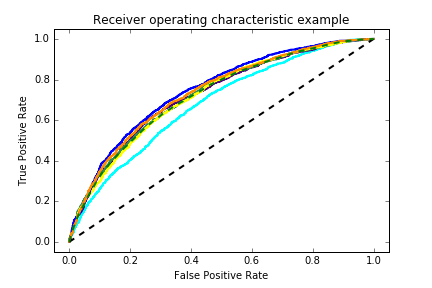 Receiver operating characteristic example
True Positive Rate
1.0
0.8
0.6
0.4
0.2
0.0
0.0 0.2 0.4 0.6 0.8 1.0
False Positive Rate